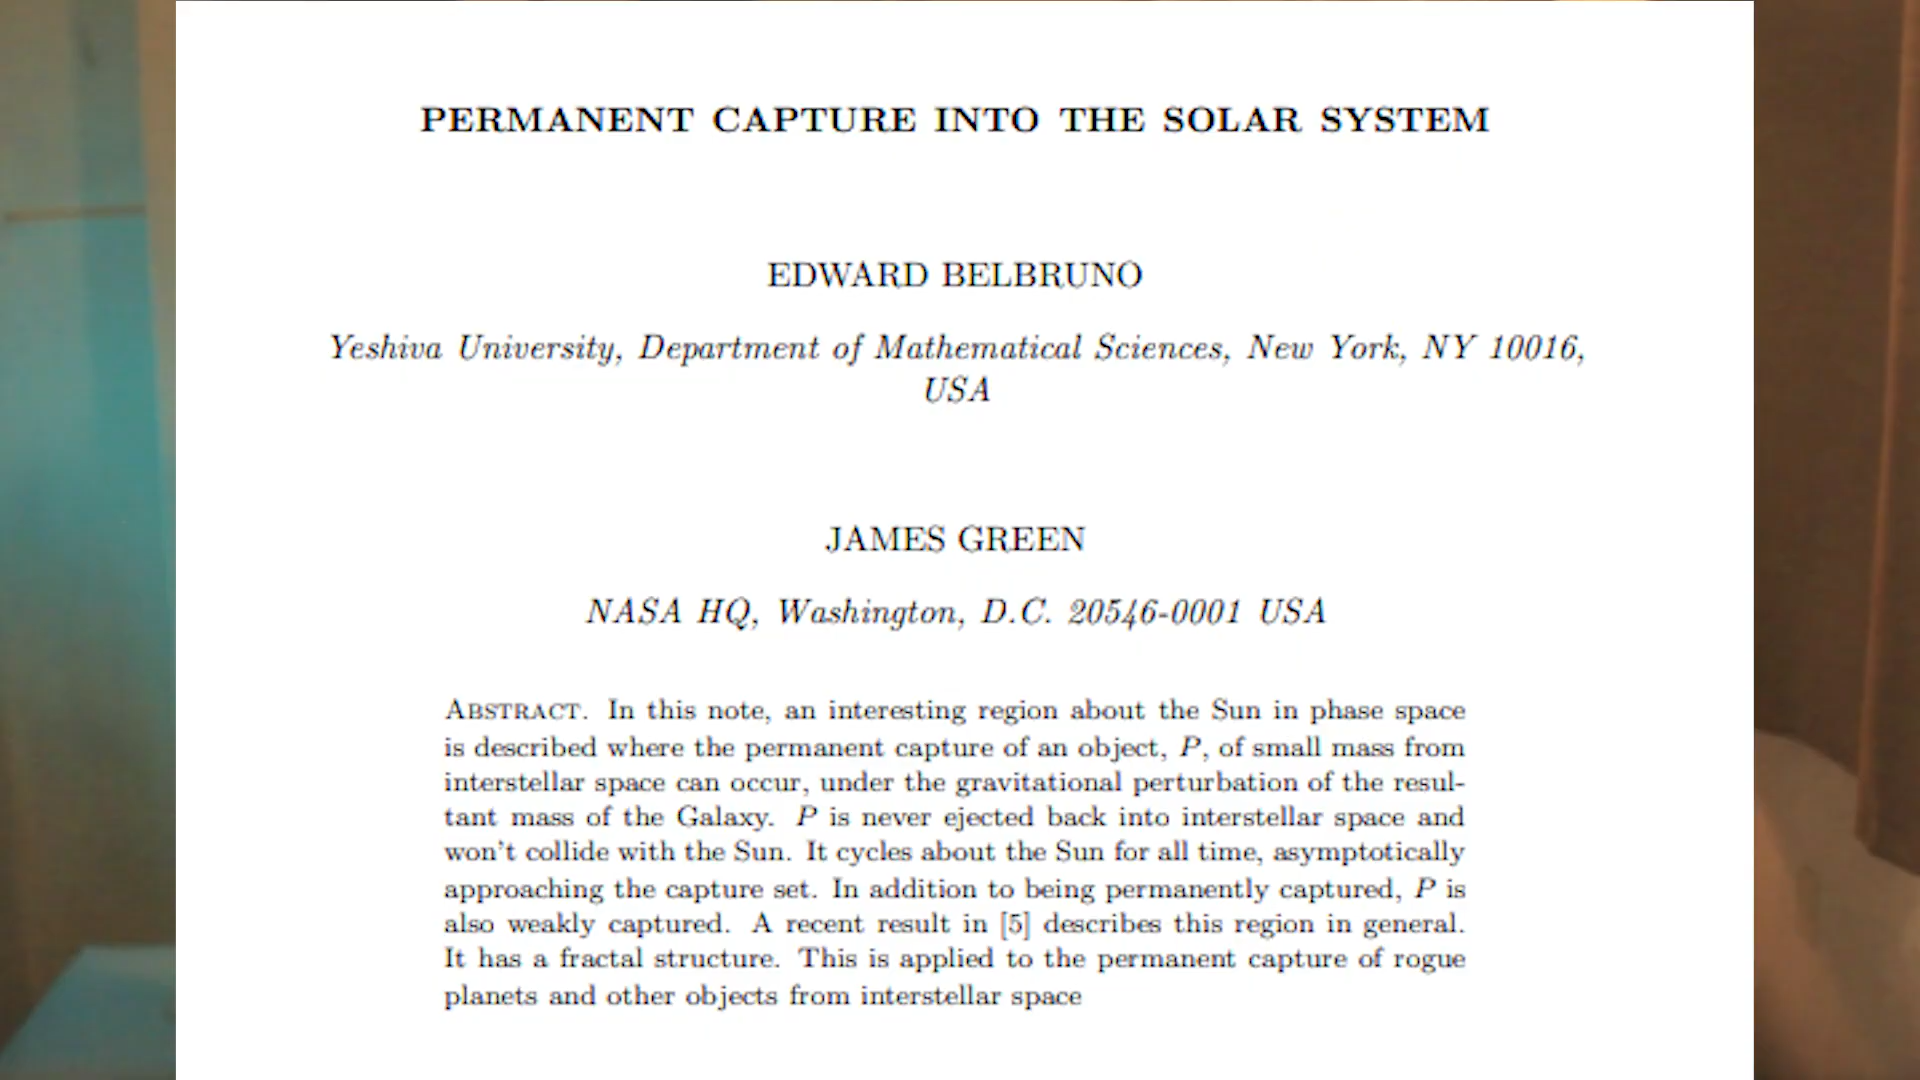 PERMANENT CAPTURE INTO THE SOLAR SYSTEM
EDWARD BELBRUNO
Yeshiva University, Department of Mathematical Sciences, New York, NY 10016,
USA
JAMES GREEN
NASA HQ, Washington, D.C. 20546-0001 USA
ABSTRACT. In this note, an interesting region about the Sun in phase space
is described where the permanent capture of an object, P, of small mass from
interstellar space can occur, under the gravitational perturbation of the resul-
tant mass of the Galaxy. P is never ejected back into interstellar space and
won't collide with the Sun. It cycles about the Sun for all time, asymptotically
approaching the capture set. In addition to being permanently captured, P is
also weakly captured. A recent result in [5] describes this region in general.
It has a fractal structure. This is applied to the permanent capture of rogue
planets and other objects from interstellar space